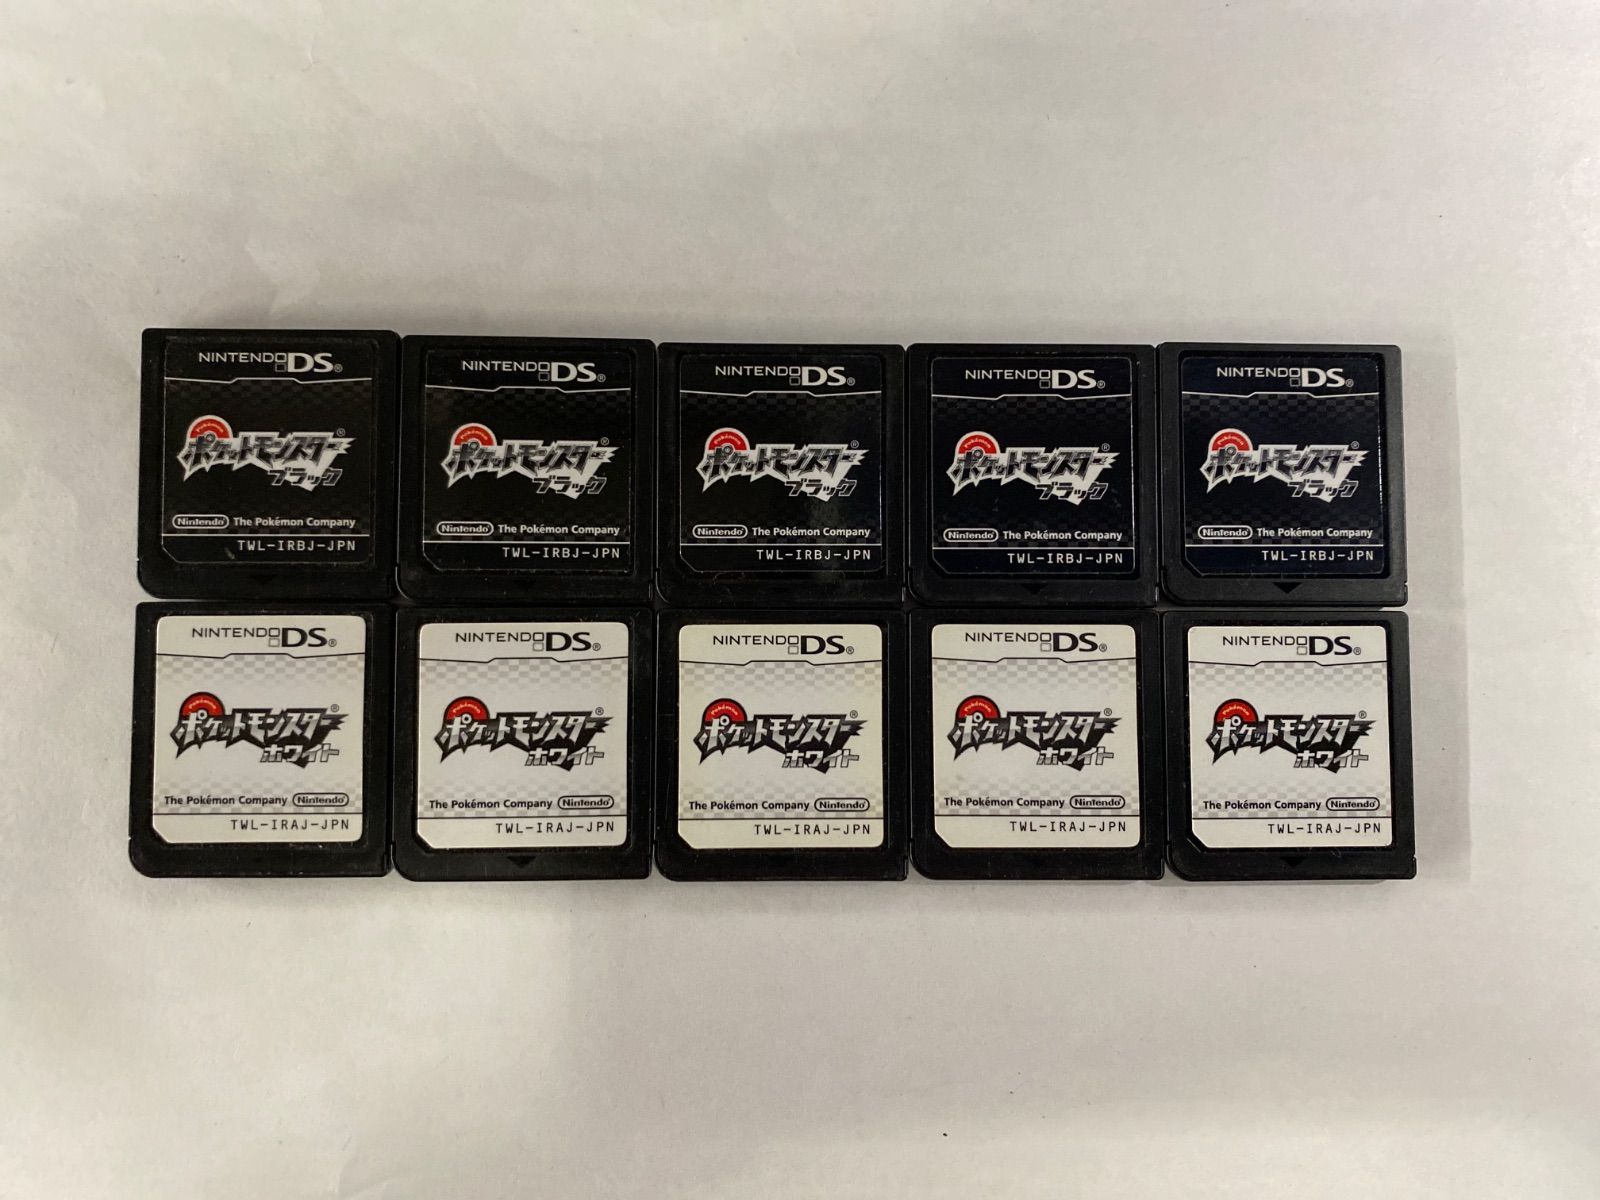 NINTENDO DS®
Pokémon
ポケットモンスター®
ブラック
Nintendo® The Pokémon Company
TWL-IRBJ-JPN
NINTENDO DS®
Pokémon
ポケットモンスター®
ブラック
Nintendo® The Pokémon Company
TWL-IRBJ-JPN
NINTENDO DS®
Pokémon
ポケットモンスター®
ブラック
Nintendo® The Pokémon Company
TWL-IRBJ-JPN
NINTENDO DS®
Pokémon
ポケットモンスター®
ブラック
Nintendo® The Pokémon Company
TWL-IRBJ-JPN
NINTENDO DS®
Pokémon
ポケットモンスター®
ブラック
Nintendo® The Pokémon Company
TWL-IRBJ-JPN
NINTENDO DS®
Pokémon
ポケットモンスター®
ホワイト
The Pokémon Company Nintendo®
TWL-IRAJ-JPN
NINTENDO DS®
Pokémon
ポケットモンスター®
ホワイト
The Pokémon Company Nintendo®
TWL-IRAJ-JPN
NINTENDO DS®
Pokémon
ポケットモンスター®
ホワイト
The Pokémon Company Nintendo®
TWL-IRAJ-JPN
NINTENDO DS®
Pokémon
ポケットモンスター®
ホワイト
The Pokémon Company Nintendo®
TWL-IRAJ-JPN
NINTENDO DS®
Pokémon
ポケットモンスター®
ホワイト
The Pokémon Company Nintendo®
TWL-IRAJ-JPN